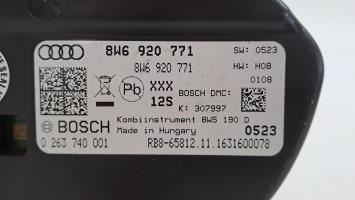 8W6 920 771 SW: 0523
8W6 920 771 HW: H08
0108
Pb XXX BOSCH DMC:
12S K: 307997
BOSCH Kombiinstrument 8W5 190 D
Made in Hungary 0523
0 263 740 001 RB8-65812.11.1631600078